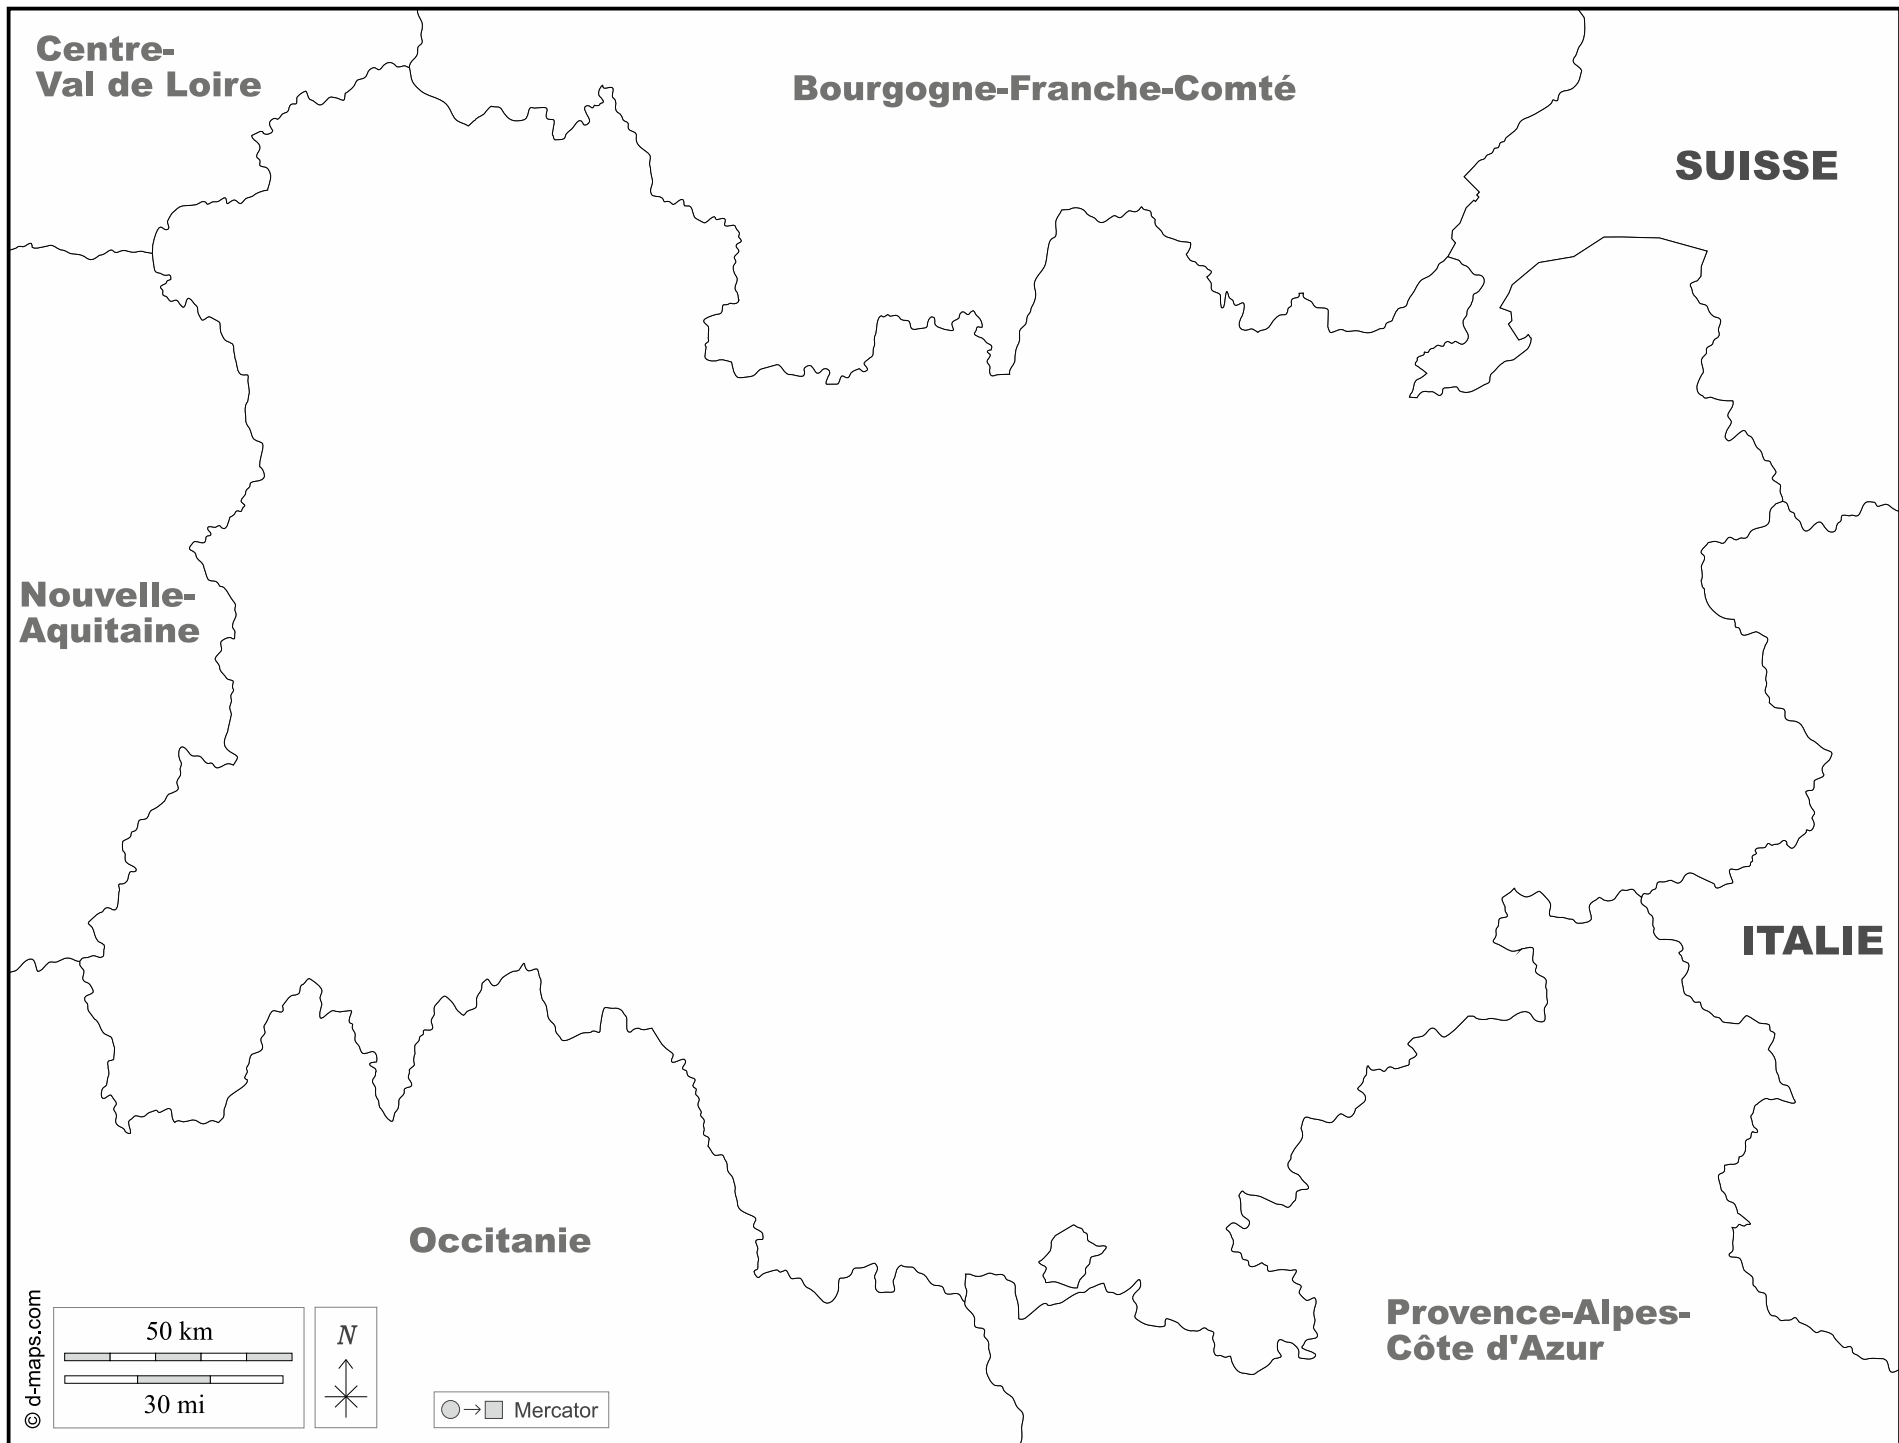 Centre-
Val de Loire
Bourgogne-Franche-Comté
SUISSE
Nouvelle-
Aquitaine
ITALIE
Occitanie
Provence-Alpes-
Côte d'Azur
© d-maps.com
50 km
30 mi
N
Mercator